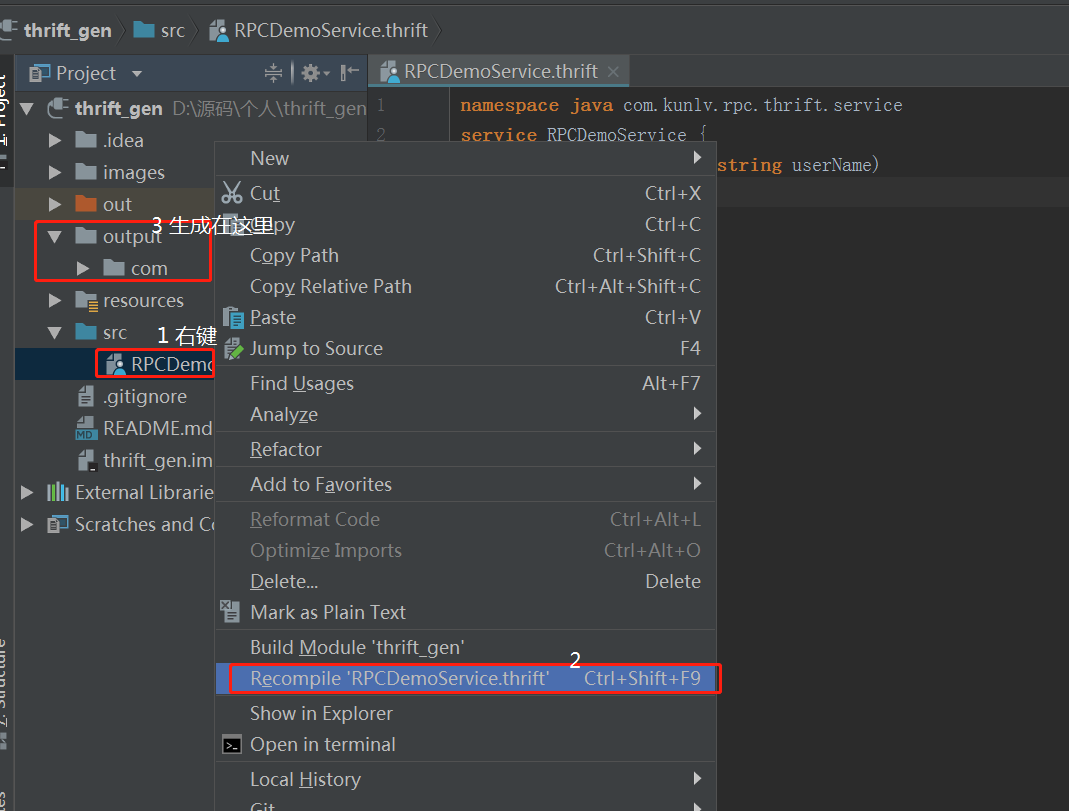 thrift_gen src RPCDemoService.thrift
Project
RPCDemoService.thrift
thrift_gen D:\源码\个人\thrift_gen
.idea
images
out
output
com
resources
src
RPCDemo
.gitignore
README.md
thrift_gen.im
External Librarie
Scratches and Co
3 生成在这里
1 右键
1 namespace java com.kunlv.rpc.thrift.service
2 service RPCDemoService {
string userName)
New
Cut Ctrl+X
Copy Ctrl+C
Copy Path Ctrl+Shift+C
Copy Relative Path Ctrl+Alt+Shift+C
Paste Ctrl+V
Jump to Source F4
Find Usages Alt+F7
Analyze
Refactor
Add to Favorites
Reformat Code Ctrl+Alt+L
Optimize Imports Ctrl+Alt+O
Delete... Delete
Mark as Plain Text
Build Module 'thrift_gen'
2
Recompile 'RPCDemoService.thrift' Ctrl+Shift+F9
Show in Explorer
Open in terminal
Local History
Git
1: Project
7: Structure